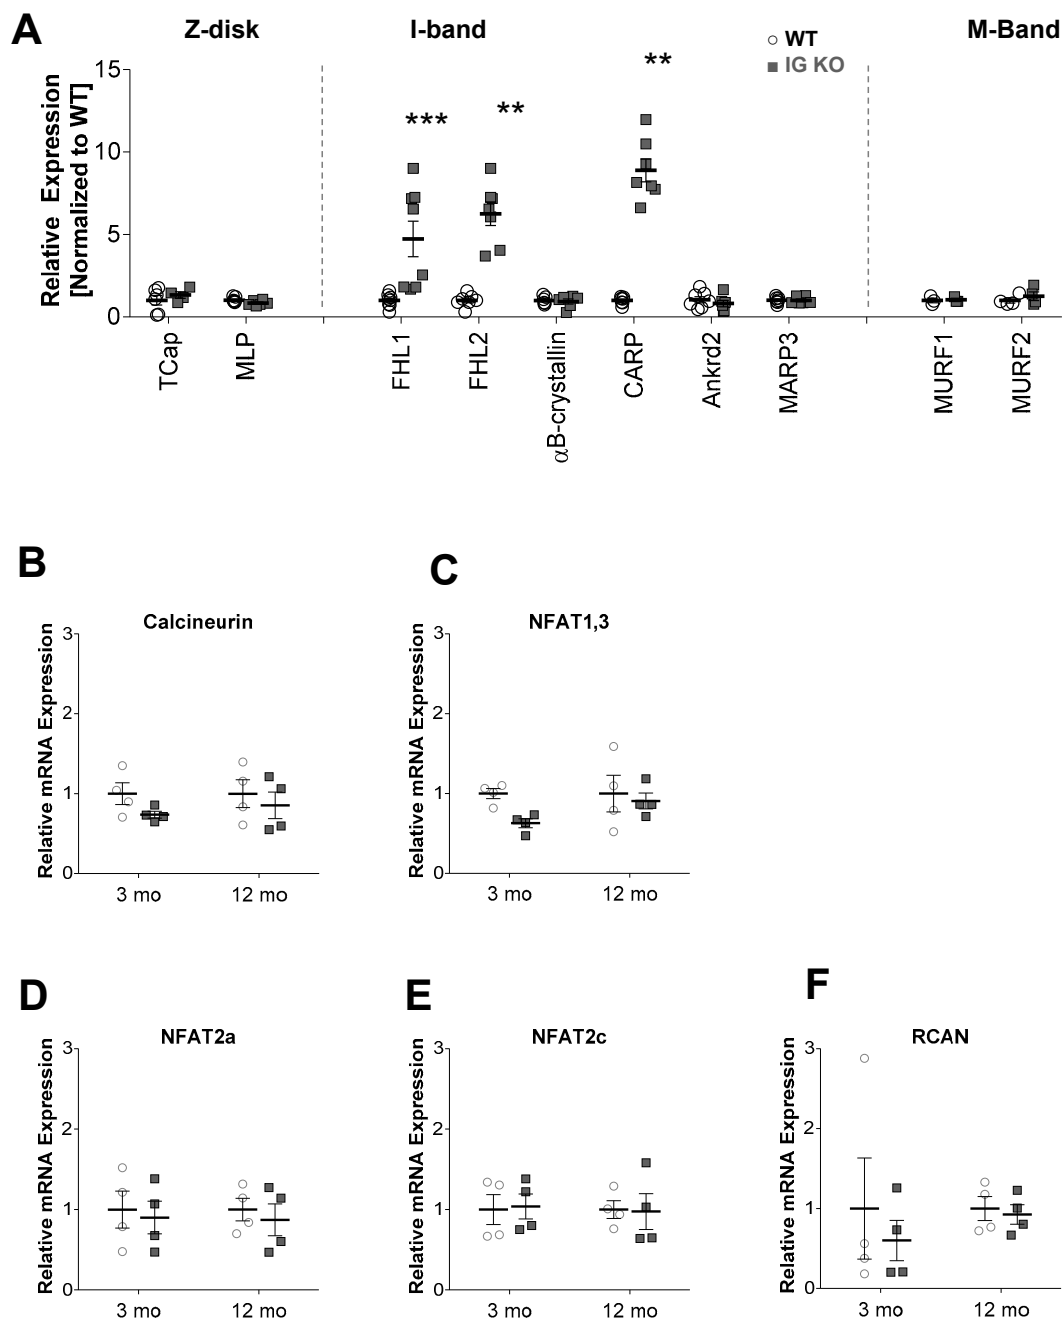 A
Z-disk
I-band
M-Band
WT
IG KO
Relative Expression
[Normalized to WT]
15
10
5
0
***
**
**
TCap
MLP
FHL1
FHL2
αB-crystallin
CARP
Ankrd2
MARP3
MURF1
MURF2
B
Calcineurin
Relative mRNA Expression
3
2
1
0
3 mo
12 mo
C
NFAT1,3
Relative mRNA Expression
3
2
1
0
3 mo
12 mo
D
NFAT2a
Relative mRNA Expression
3
2
1
0
3 mo
12 mo
E
NFAT2c
Relative mRNA Expression
3
2
1
0
3 mo
12 mo
F
RCAN
Relative mRNA Expression
3
2
1
0
3 mo
12 mo